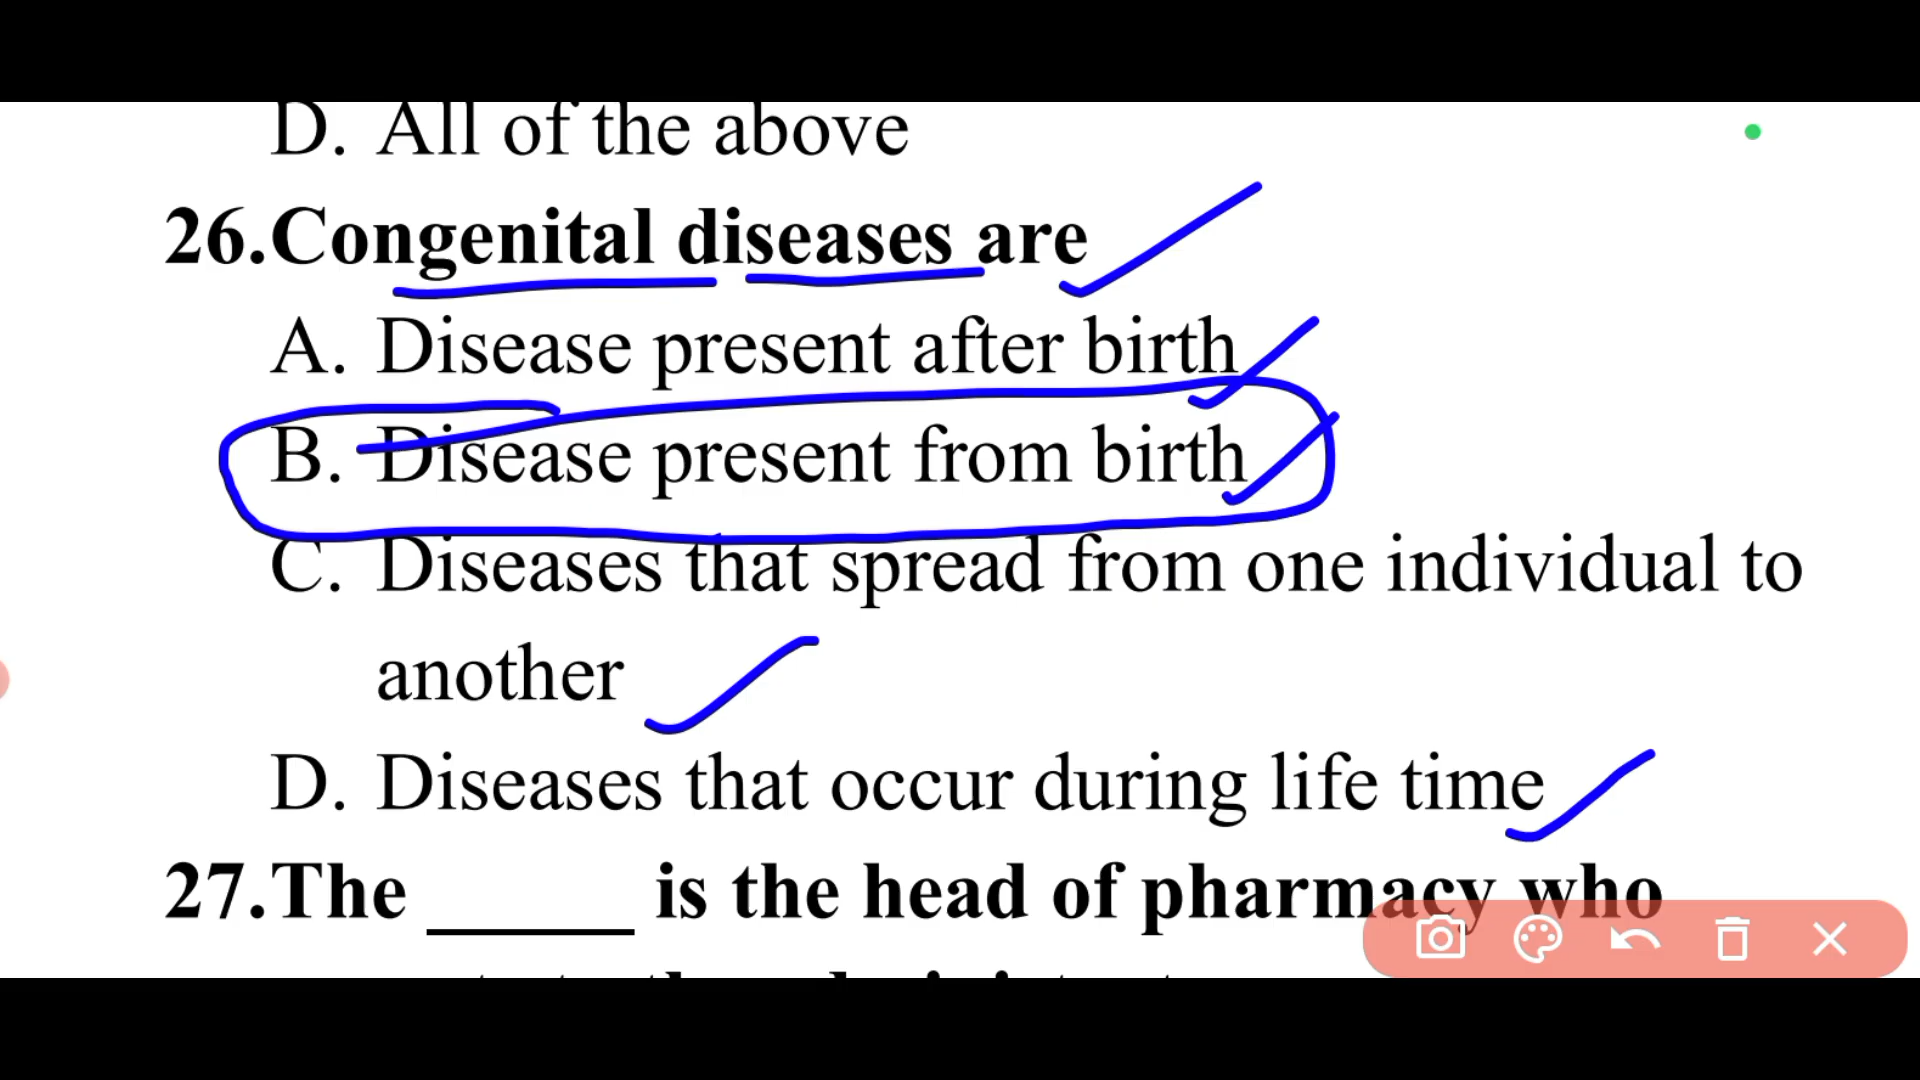 D. All of the above
26.Congenital diseases are
A. Disease present after birth
B. Disease present from birth
C. Diseases that spread from one individual to
another
D. Diseases that occur during life time
27.The _____ is the head of pharmacy who